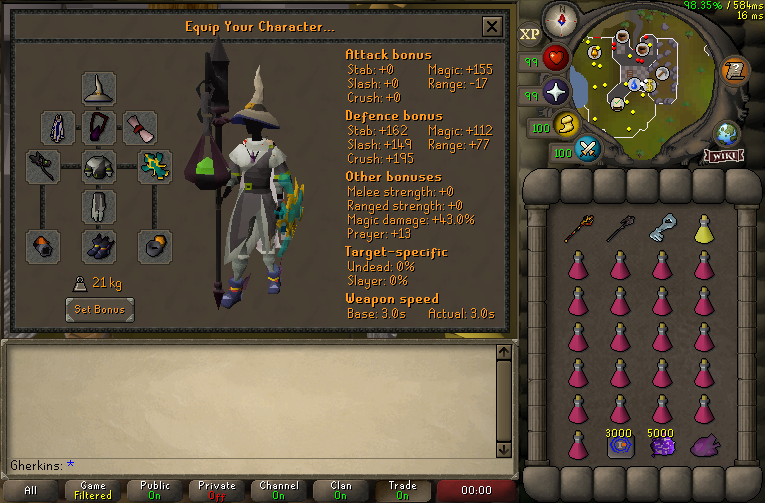 Equip Your Character...
Attack bonus
Stab: +0 Magic: +155
Slash: +0 Range: -17
Crush: +0
Defence bonus
Stab: +162 Magic: +112
Slash: +149 Range: +77
Crush: +195
Other bonuses
Melee strength: +0
Ranged strength: +0
Magic damage: +43.0%
Prayer: +13
Target-specific
Undead: 0%
Slayer: 0%
Weapon speed
Base: 3.0s Actual: 3.0s
21 kg
Set Bonus
98.35% / 584ms
16 ms
N
XP
99
99
100
100
WIKI
3000 5000
Gherkins: *
All
Game
Filtered
Public
On
Private
Off
Channel
On
Clan
On
Trade
On
00:00